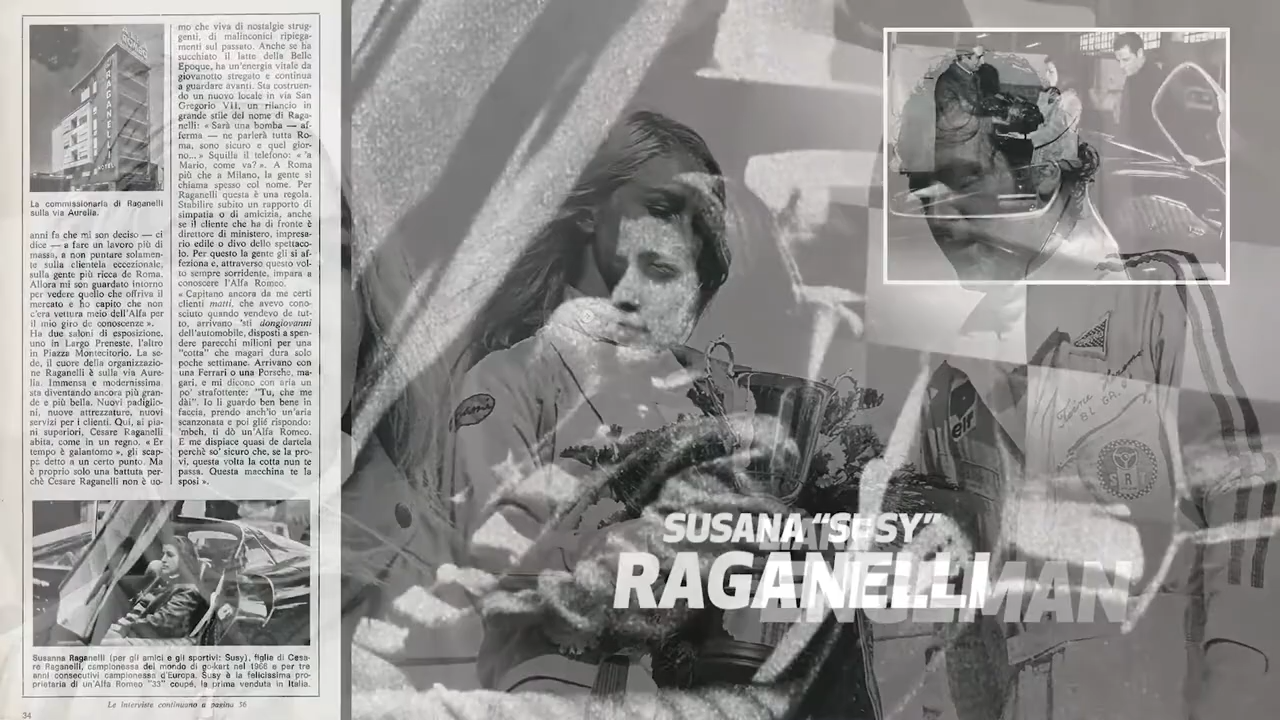 La commissionaria di Raganelli
sulla via Aurelia.
anni fa che mi son deciso — ci
dice — a fare un lavoro più di
massa, a non puntare solamen-
te sulla clientela eccezionale,
sulla gente più ricca de Roma.
Allora mi son guardato intorno
per vedere quello che offriva il
mercato e ho capito che non
c'era vettura mejo dell'Alfa per
il mio giro de conoscenze ».
Ha due saloni di esposizione,
uno in Largo Preneste, l'altro
in Piazza Montecitorio. La se-
de, il cuore della organizzazio-
ne Raganelli è sulla via Aure-
lia. Immensa e modernissima
sta diventando ancora più gran-
de e più bella. Nuovi padiglio-
ni, nuove attrezzature, nuovi
servizi per i clienti. Qui, ai pia-
ni superiori, Cesare Raganelli
abita, come in un regno. « Er
tempo è galantomo », gli scap-
pa detto a un certo punto. Ma
è proprio solo una battuta per-
chè Cesare Raganelli non è uo-
mo che viva di nostalgie strug-
genti, di malinconici ripiega-
menti sul passato. Anche se ha
succhiato il latte della Belle
Epoque, ha un'energia vitale da
giovanotto stregato e continua
a guardare avanti. Sta costruen-
do un nuovo locale in via San
Gregorio VII, un rilancio in
grande stile del nome di Raga-
nelli: « Sarà una bomba — af-
ferma — ne parlerà tutta Ro-
ma, sono sicuro e quel gior-
no... » Squilla il telefono: « 'a
Mario, come va? ». A Roma
più che a Milano, la gente si
chiama spesso col nome. Per
Raganelli questa è una regola.
Stabilire subito un rapporto di
simpatia o di amicizia, anche
se il cliente che ha di fronte è
direttore di ministero, impresa-
rio edile o divo dello spettaco-
lo. Per questo la gente gli si af-
feziona e, attraverso questo vol-
to sempre sorridente, impara a
conoscere l'Alfa Romeo.
« Capitano ancora da me certi
clienti matti, che avevo cono-
sciuto quando vendevo de tut-
to, arrivano 'sti dongiovanni
dell'automobile, disposti a spen-
dere parecchi milioni per una
"cotta" che magari dura solo
poche settimane. Arrivano con
una Ferrari o una Porsche, ma-
gari, e mi dicono con aria un
po' strafottente: "Tu, che me
dài". Io li guardo ben bene in
faccia, prendo anch'io un'aria
scanzonata e poi glie rispondo:
'mbeh, ti dò un'Alfa Romeo.
E me dispiace quasi de dartela
perchè so' sicuro che, se la pro-
vi, questa volta la cotta nun te
passa. Questa macchina te la
sposi ».
Susanna Raganelli (per gli amici e gli sportivi: Susy), figlia di Cesa-
re Raganelli, campionessa del mondo di go-kart nel 1966 e per tre
anni consecutivi campionessa d'Europa. Susy è la felicissima pro-
prietaria di un'Alfa Romeo "33" coupé, la prima venduta in Italia.
Le interviste continuano a pagina 36
34
RAGANELLI
HOTEL
elf
SUSANA “SUSY”
RAGANELLI